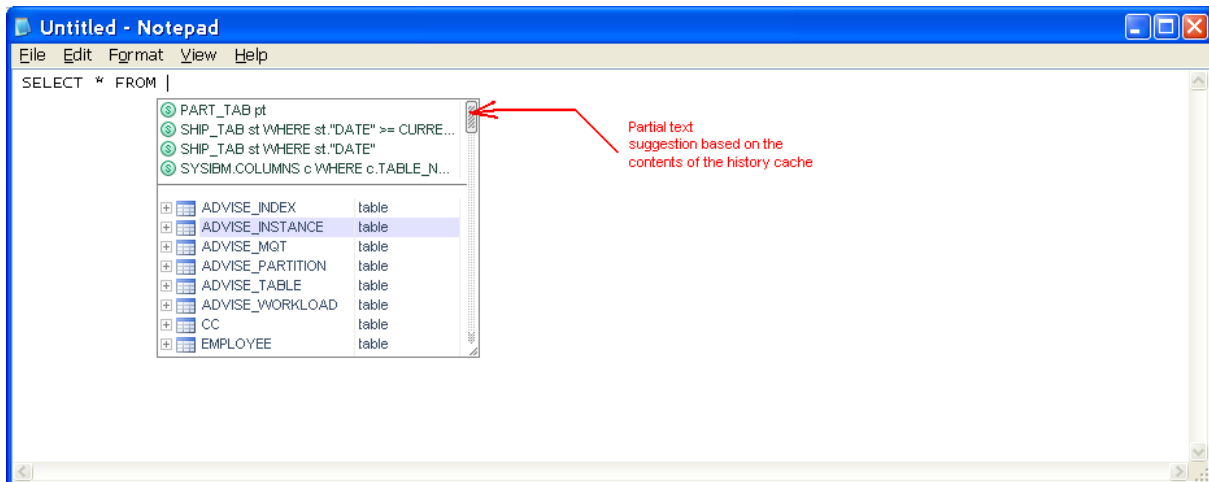 Untitled - Notepad
File Edit Format View Help
SELECT * FROM
PART_TAB pt
SHIP_TAB st WHERE st."DATE" >= CURRE...
SHIP_TAB st WHERE st."DATE"
SYSIBM.COLUMNS c WHERE c.TABLE_N...
Partial text
suggestion based on the
contents of the history cache
ADVISE_INDEX table
ADVISE_INSTANCE table
ADVISE_MQT table
ADVISE_PARTITION table
ADVISE_TABLE table
ADVISE_WORKLOAD table
CC table
EMPLOYEE table